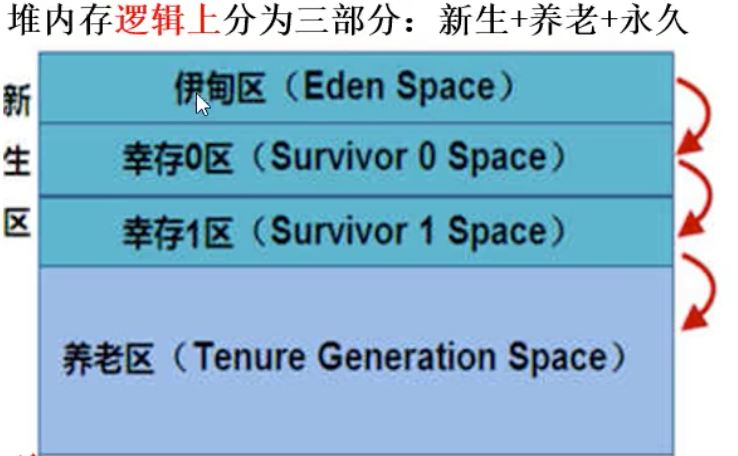 堆内存逻辑上分为三部分：新生+养老+永久
新生区
伊甸区（Eden Space）
幸存0区（Survivor 0 Space）
幸存1区（Survivor 1 Space）
养老区（Tenure Generation Space）